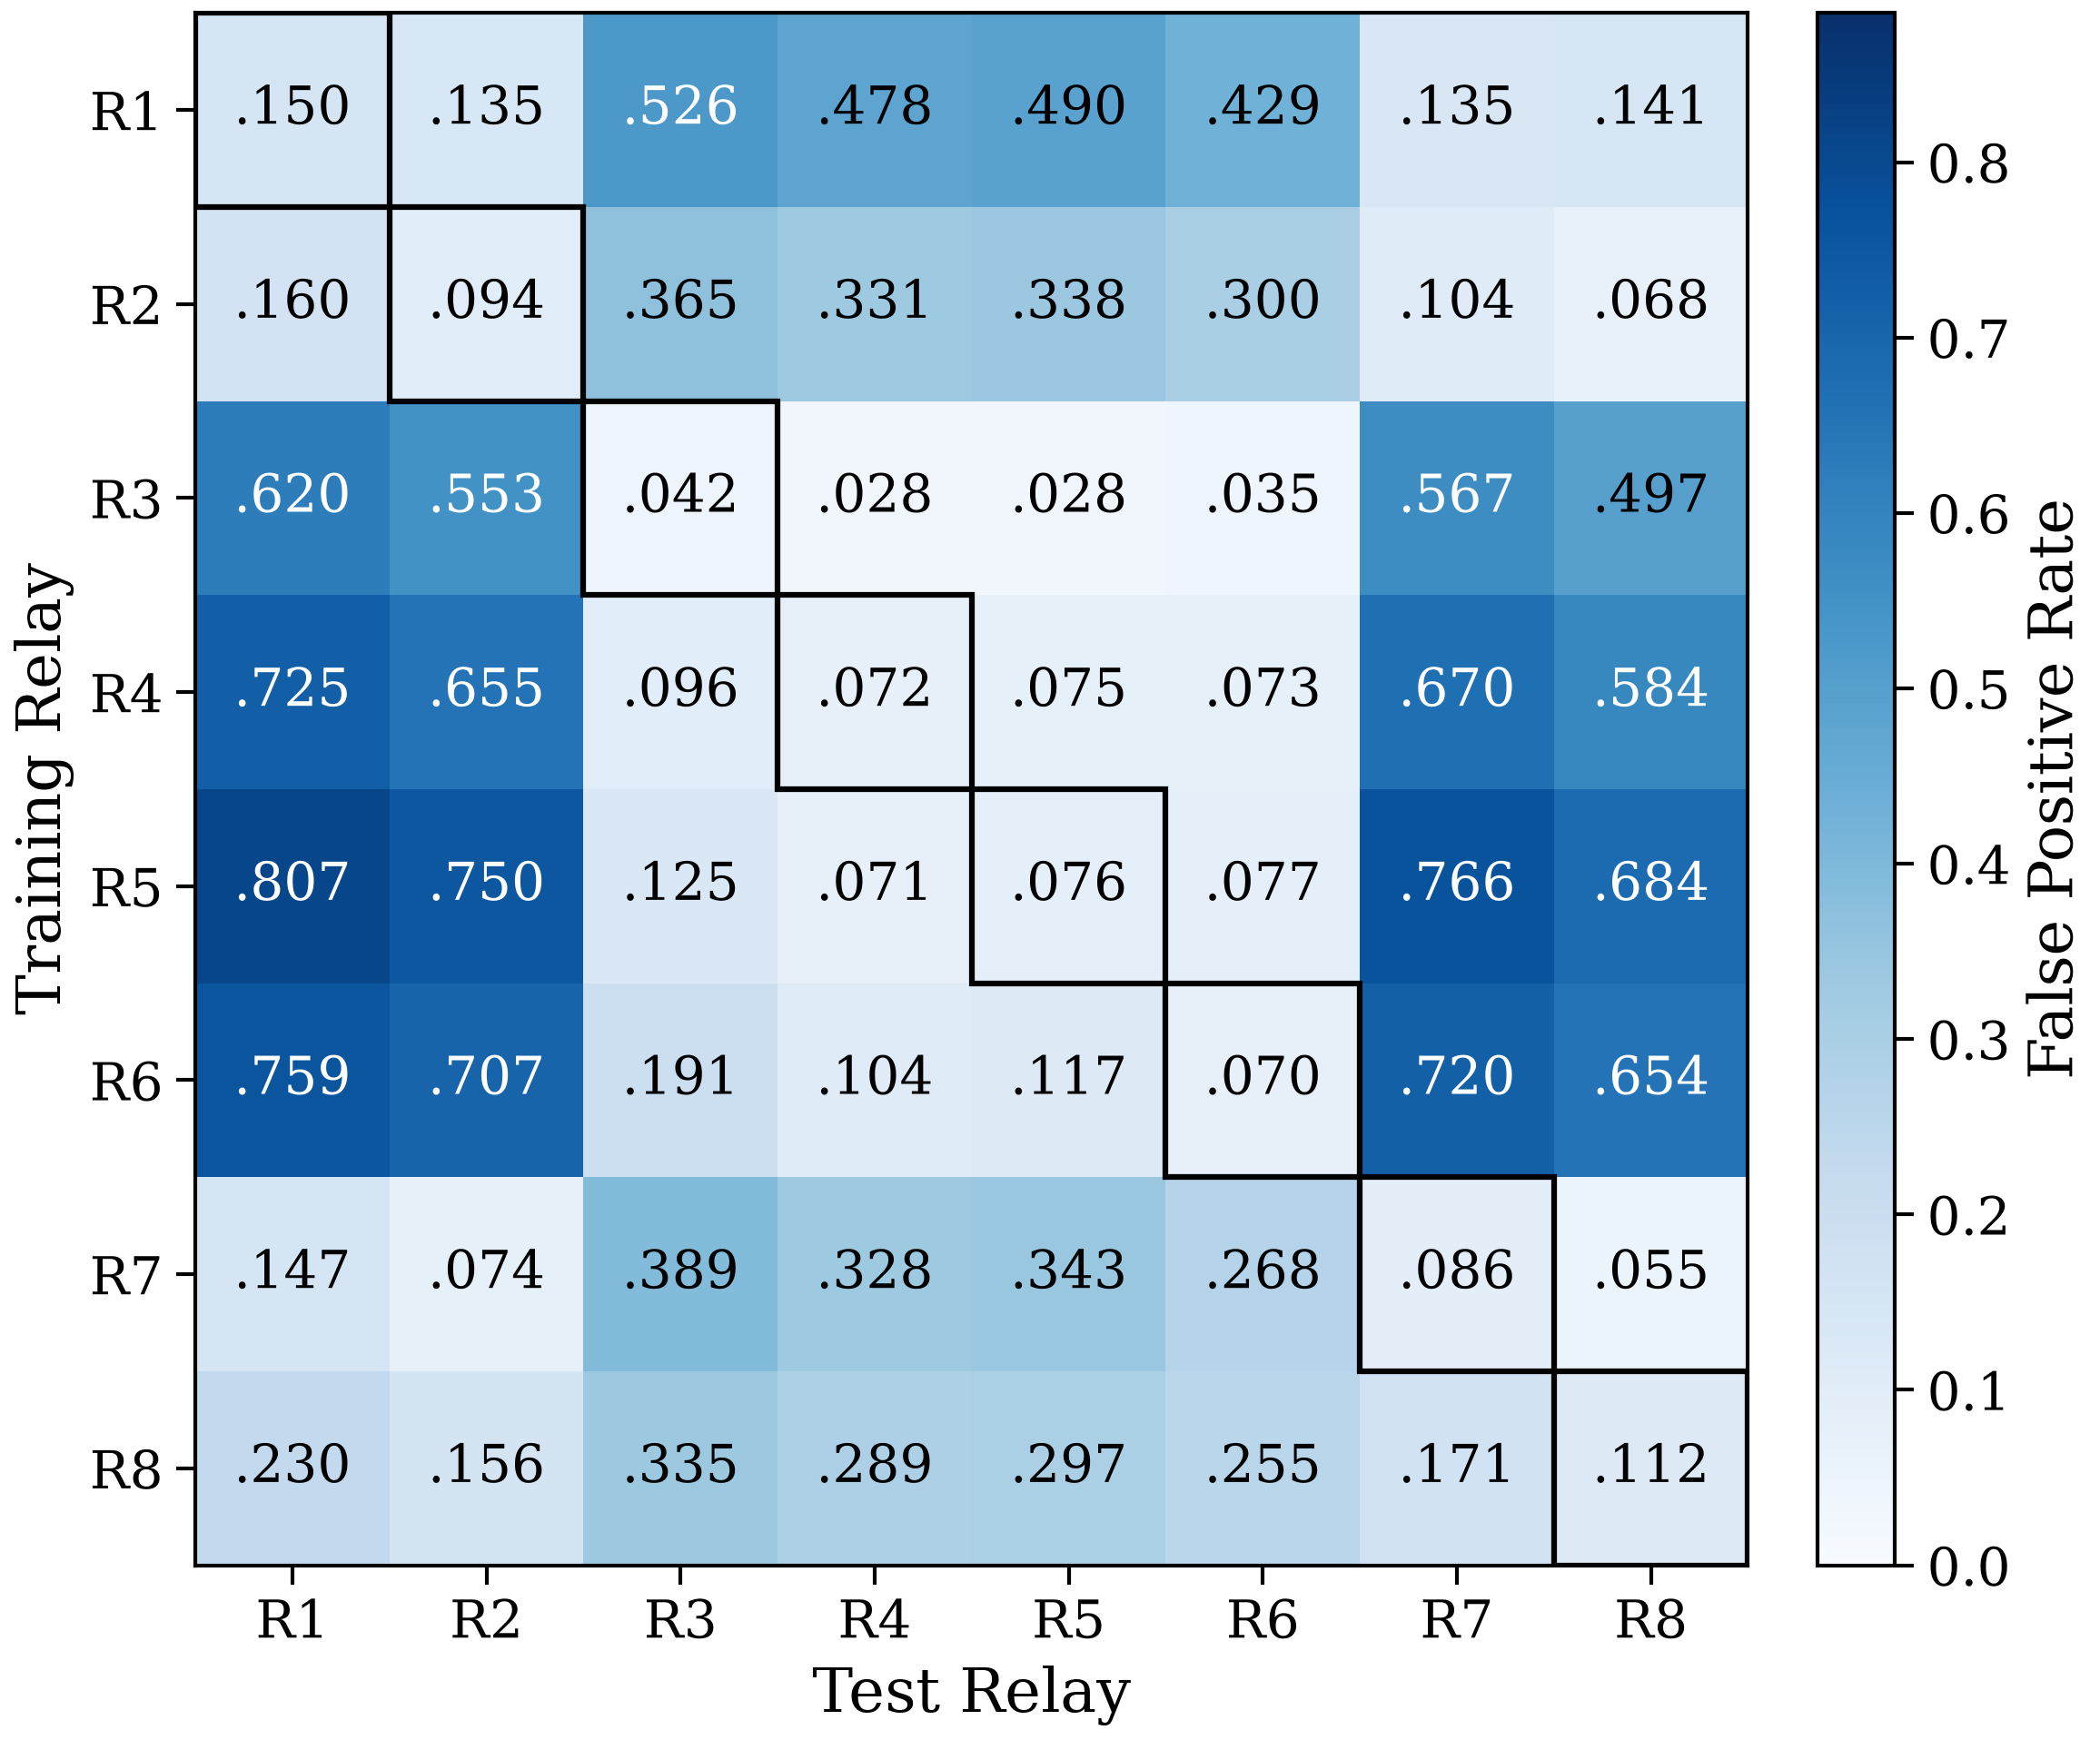 R1 .150 .135 .526 .478 .490 .429 .135 .141
R2 .160 .094 .365 .331 .338 .300 .104 .068
R3 .620 .553 .042 .028 .028 .035 .567 .497
R4 .725 .655 .096 .072 .075 .073 .670 .584
R5 .807 .750 .125 .071 .076 .077 .766 .684
R6 .759 .707 .191 .104 .117 .070 .720 .654
R7 .147 .074 .389 .328 .343 .268 .086 .055
R8 .230 .156 .335 .289 .297 .255 .171 .112
R1 R2 R3 R4 R5 R6 R7 R8
Test Relay
Training Relay
0.8
0.7
0.6
0.5
0.4
0.3
0.2
0.1
0.0
False Positive Rate